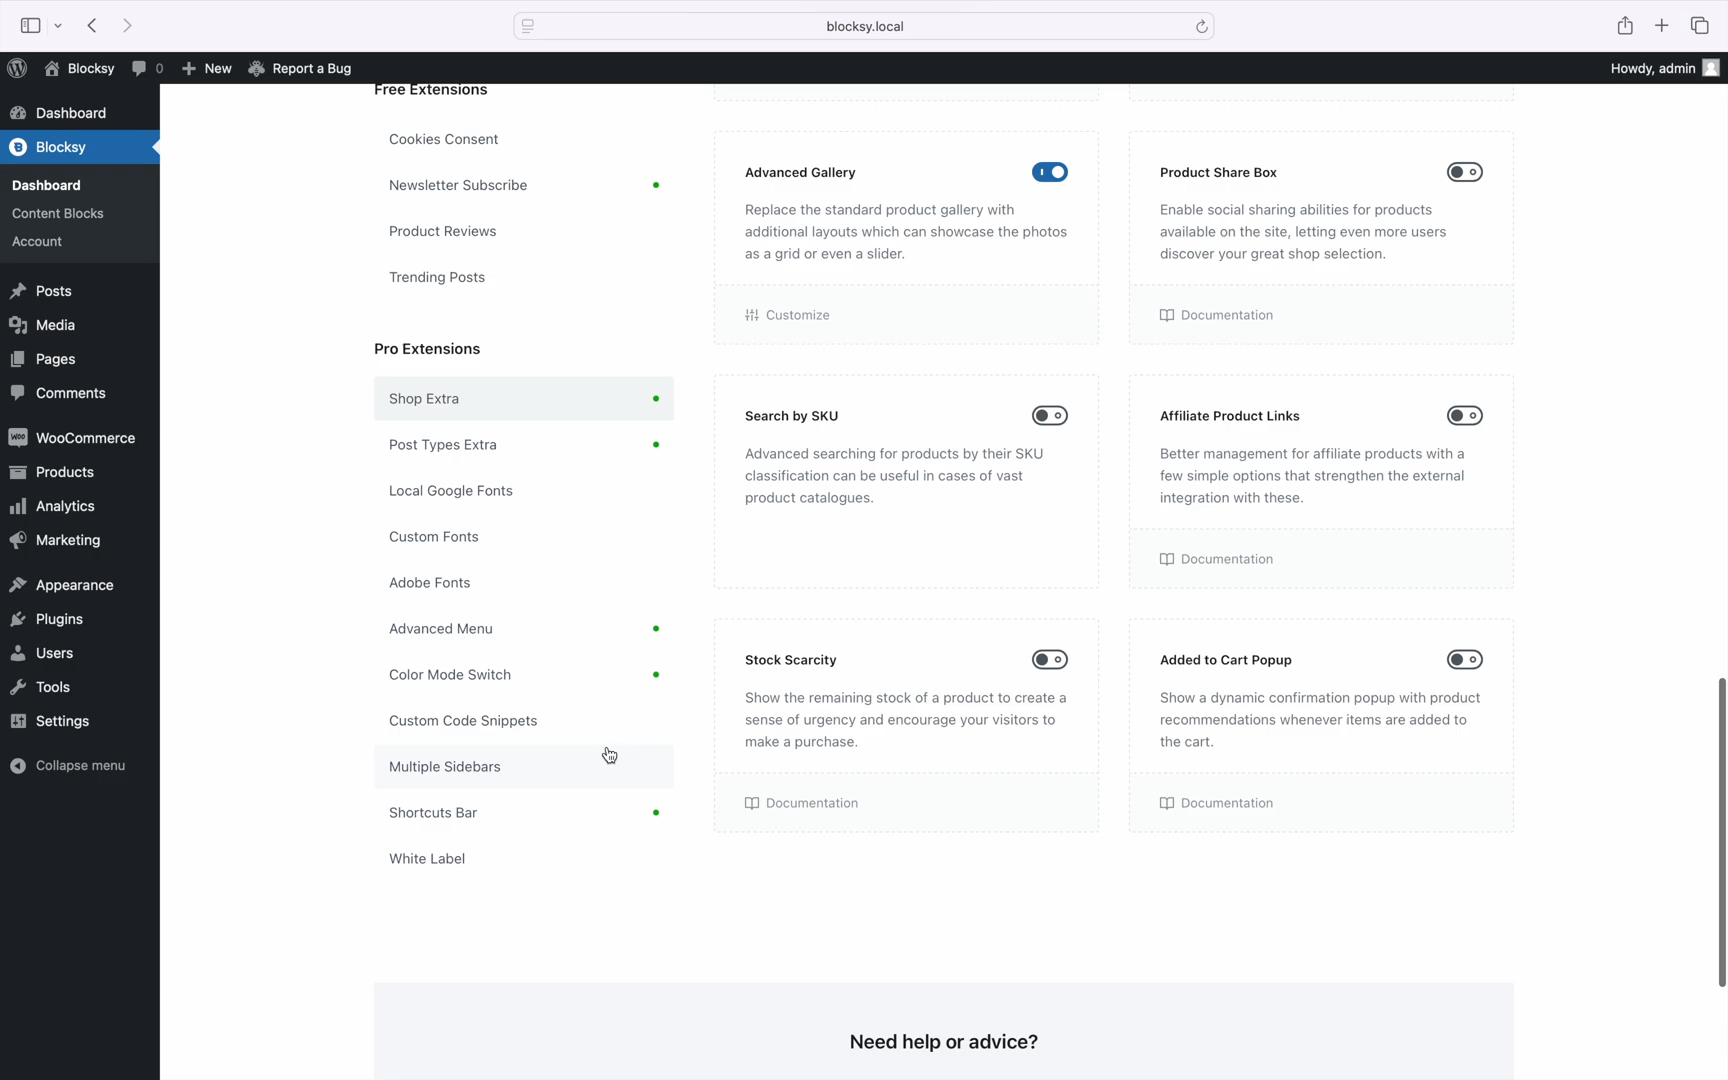 blocksy.local
Blocksy
0
New
Report a Bug
Howdy, admin
Dashboard
Blocksy
Dashboard
Content Blocks
Account
Posts
Media
Pages
Comments
WooCommerce
Products
Analytics
Marketing
Appearance
Plugins
Users
Tools
Settings
Collapse menu
Free Extensions
Cookies Consent
Newsletter Subscribe
Product Reviews
Trending Posts
Pro Extensions
Shop Extra
Post Types Extra
Local Google Fonts
Custom Fonts
Adobe Fonts
Advanced Menu
Color Mode Switch
Custom Code Snippets
Multiple Sidebars
Shortcuts Bar
White Label
Advanced Gallery
Replace the standard product gallery with
additional layouts which can showcase the photos
as a grid or even a slider.
Customize
Product Share Box
Enable social sharing abilities for products
available on the site, letting even more users
discover your great shop selection.
Documentation
Search by SKU
Advanced searching for products by their SKU
classification can be useful in cases of vast
product catalogues.
Affiliate Product Links
Better management for affiliate products with a
few simple options that strengthen the external
integration with these.
Documentation
Stock Scarcity
Show the remaining stock of a product to create a
sense of urgency and encourage your visitors to
make a purchase.
Documentation
Added to Cart Popup
Show a dynamic confirmation popup with product
recommendations whenever items are added to
the cart.
Documentation
Need help or advice?